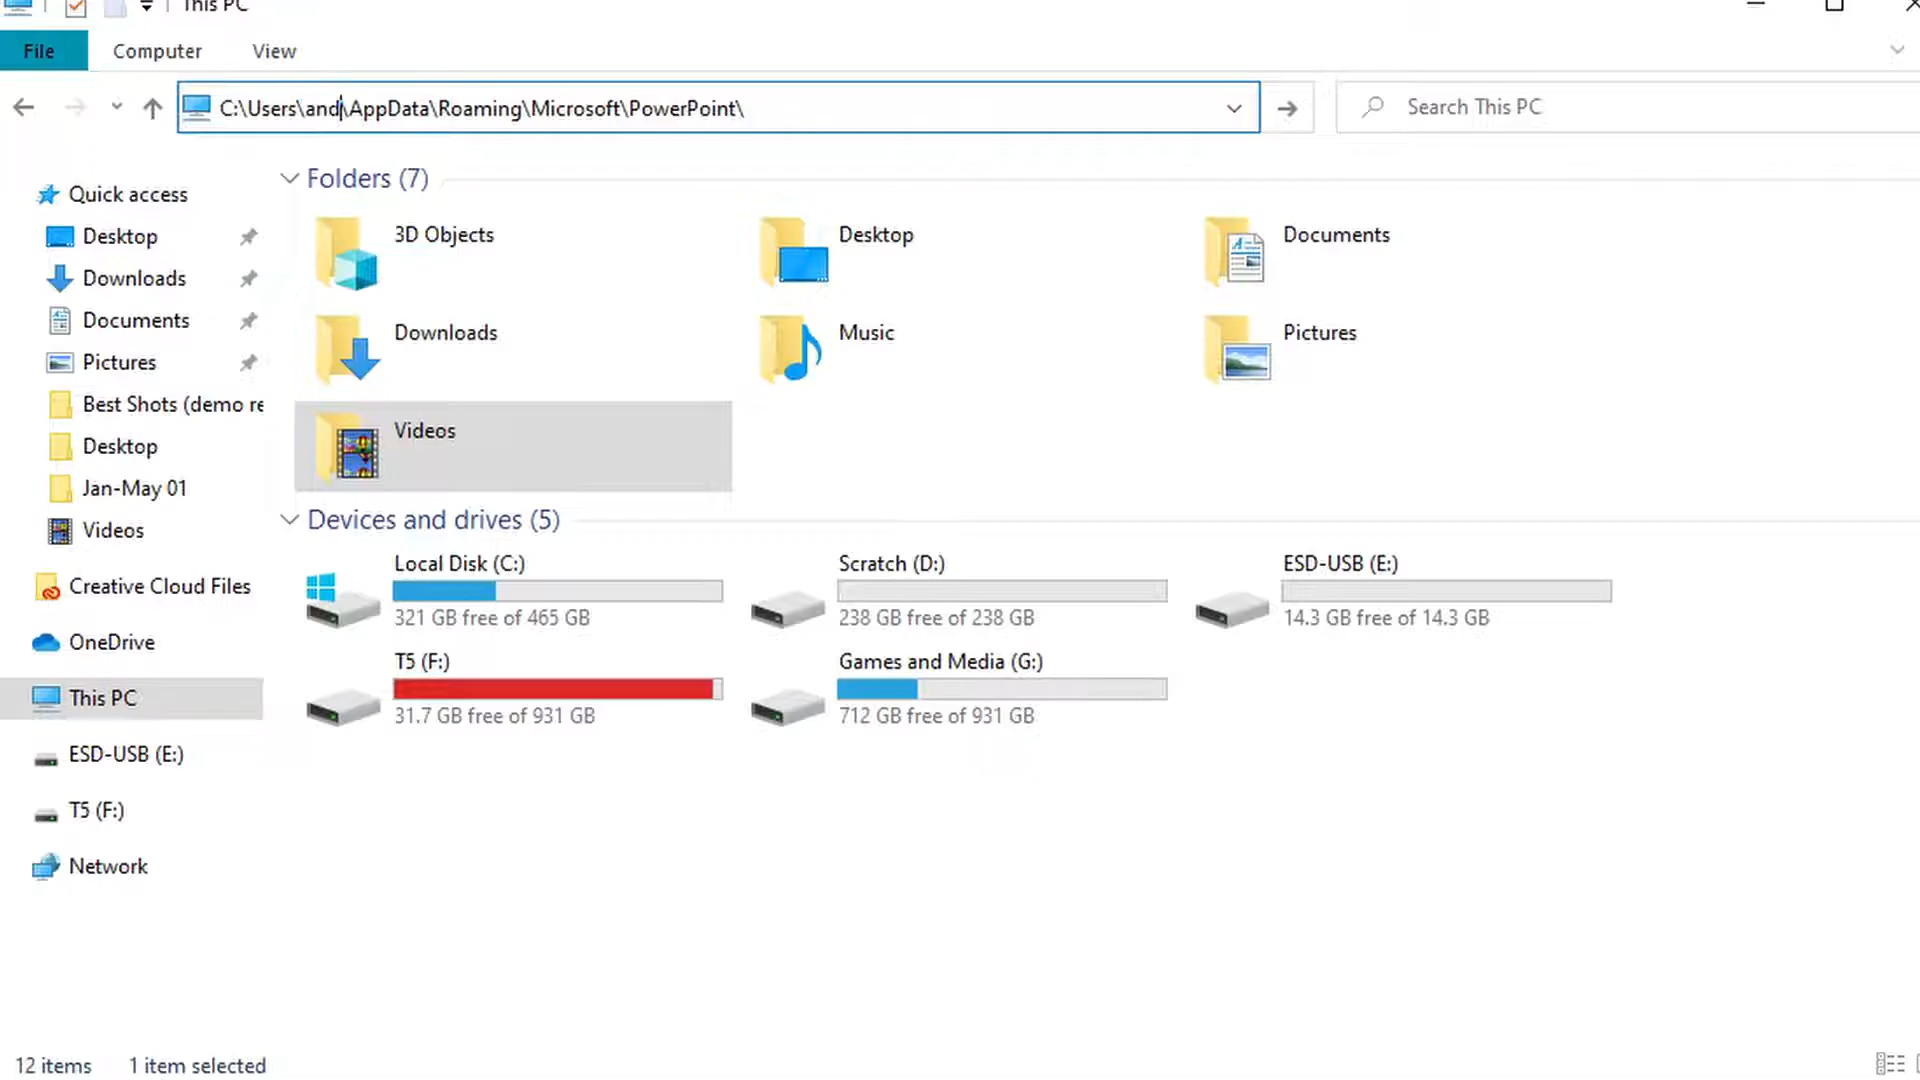 This PC
File Computer View
C:\Users\and\AppData\Roaming\Microsoft\PowerPoint\
Search This PC
Quick access
Desktop
Downloads
Documents
Pictures
Best Shots (demo re
Desktop
Jan-May 01
Videos
Creative Cloud Files
OneDrive
This PC
ESD-USB (E:)
T5 (F:)
Network
Folders (7)
3D Objects
Desktop
Documents
Downloads
Music
Pictures
Videos
Devices and drives (5)
Local Disk (C:)
321 GB free of 465 GB
Scratch (D:)
238 GB free of 238 GB
ESD-USB (E:)
14.3 GB free of 14.3 GB
T5 (F:)
31.7 GB free of 931 GB
Games and Media (G:)
712 GB free of 931 GB
12 items 1 item selected